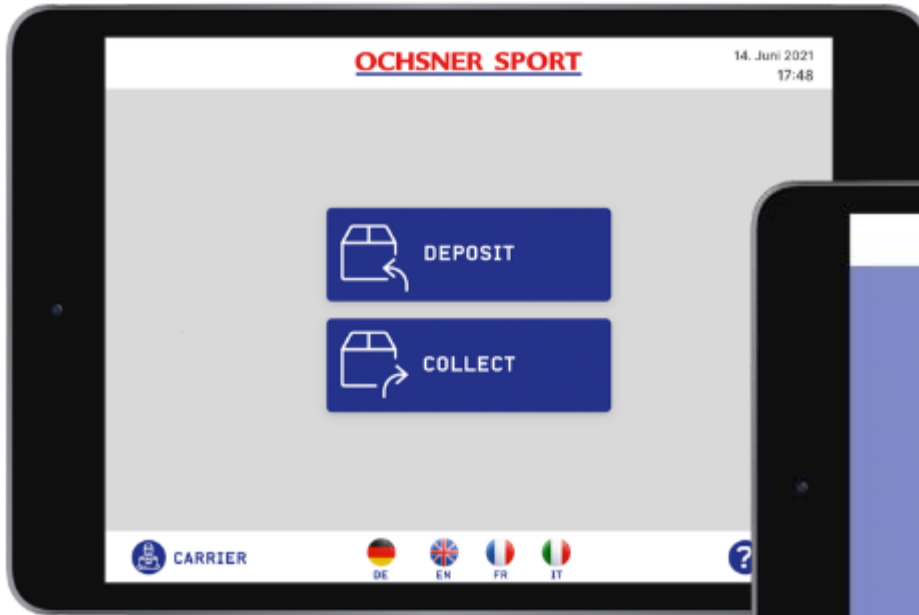 OCHSNER SPORT
14. Juni 2021
17:48
DEPOSIT
COLLECT
CARRIER
DE
EN
FR
IT
?